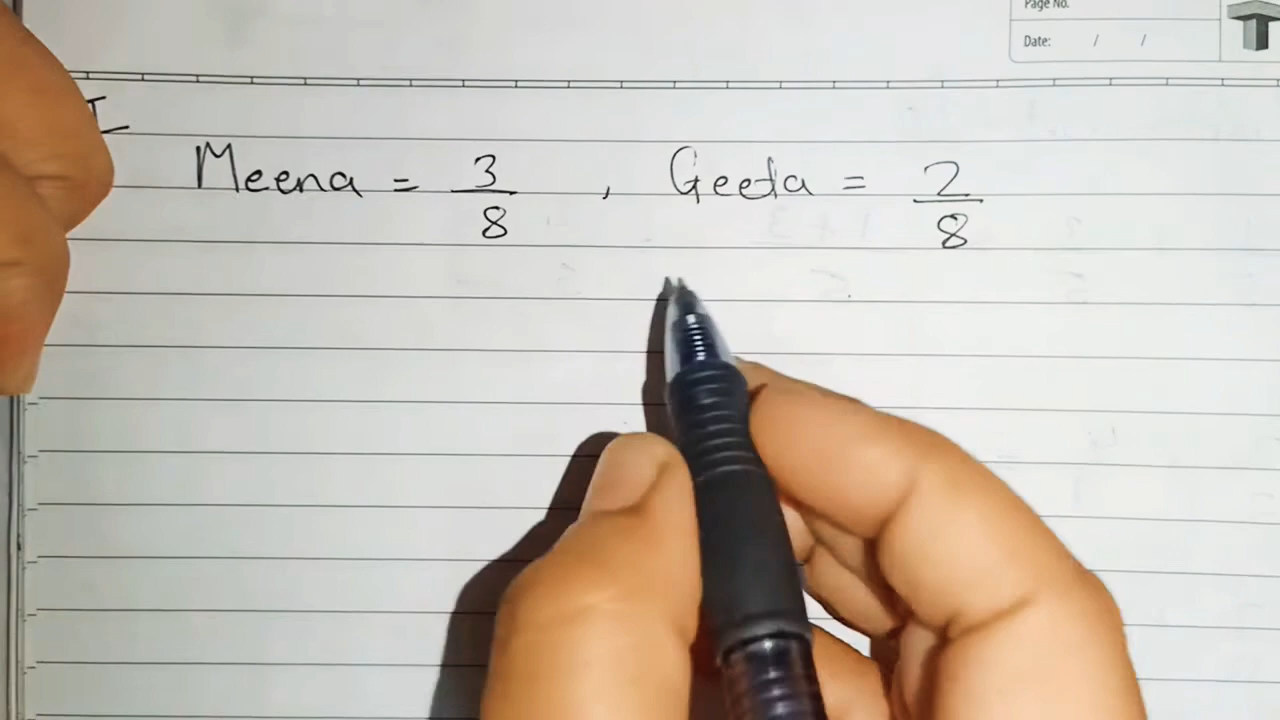 Page No.
Date: / /
I
Meena = 3/8 , Geeta = 2/8